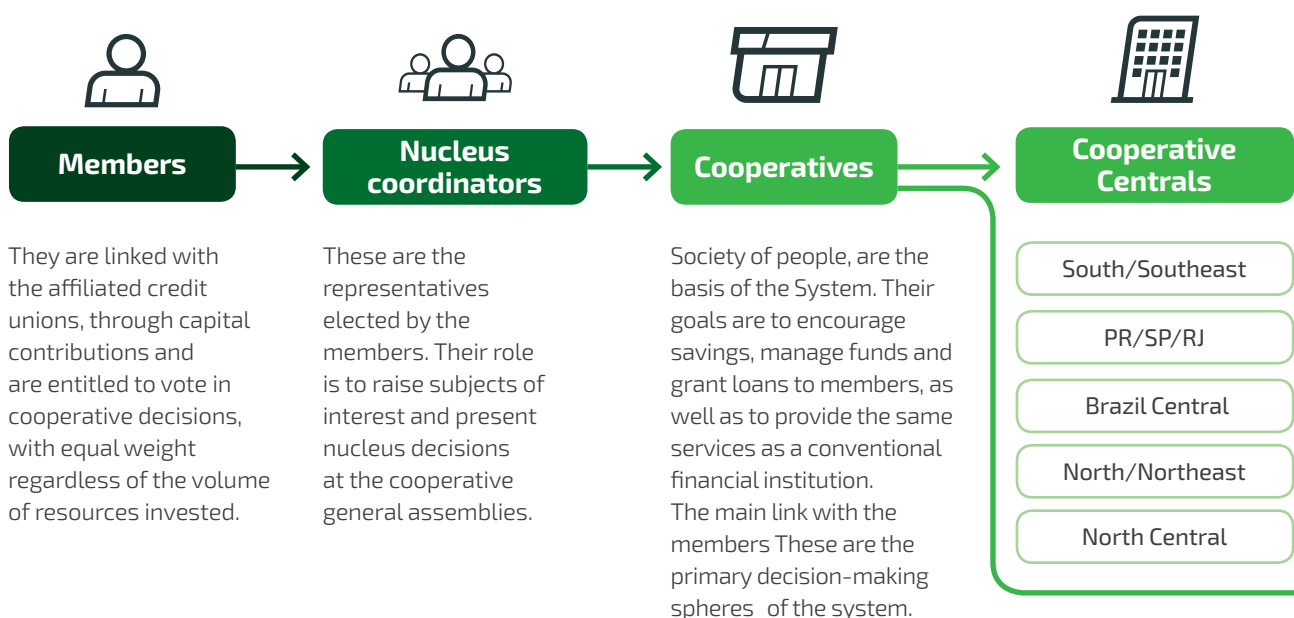 Members
They are linked with
the affiliated credit
unions, through capital
contributions and
are entitled to vote in
cooperative decisions,
with equal weight
regardless of the volume
of resources invested.
Nucleus
coordinators
These are the
representatives
elected by the
members. Their role
is to raise subjects of
interest and present
nucleus decisions
at the cooperative
general assemblies.
Cooperatives
Society of people, are the
basis of the System. Their
goals are to encourage
savings, manage funds and
grant loans to members, as
well as to provide the same
services as a conventional
financial institution.
The main link with the
members These are the
primary decision-making
spheres of the system.
Cooperative
Centrals
South/Southeast
PR/SP/RJ
Brazil Central
North/Northeast
North Central